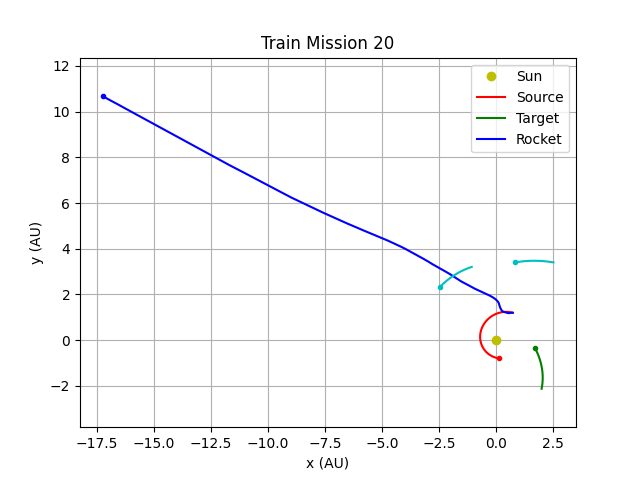 Train Mission 20
12
10
8
6
4
2
0
−2
y (AU)
Sun
Source
Target
Rocket
−17.5 −15.0 −12.5 −10.0 −7.5 −5.0 −2.5 0.0 2.5
x (AU)